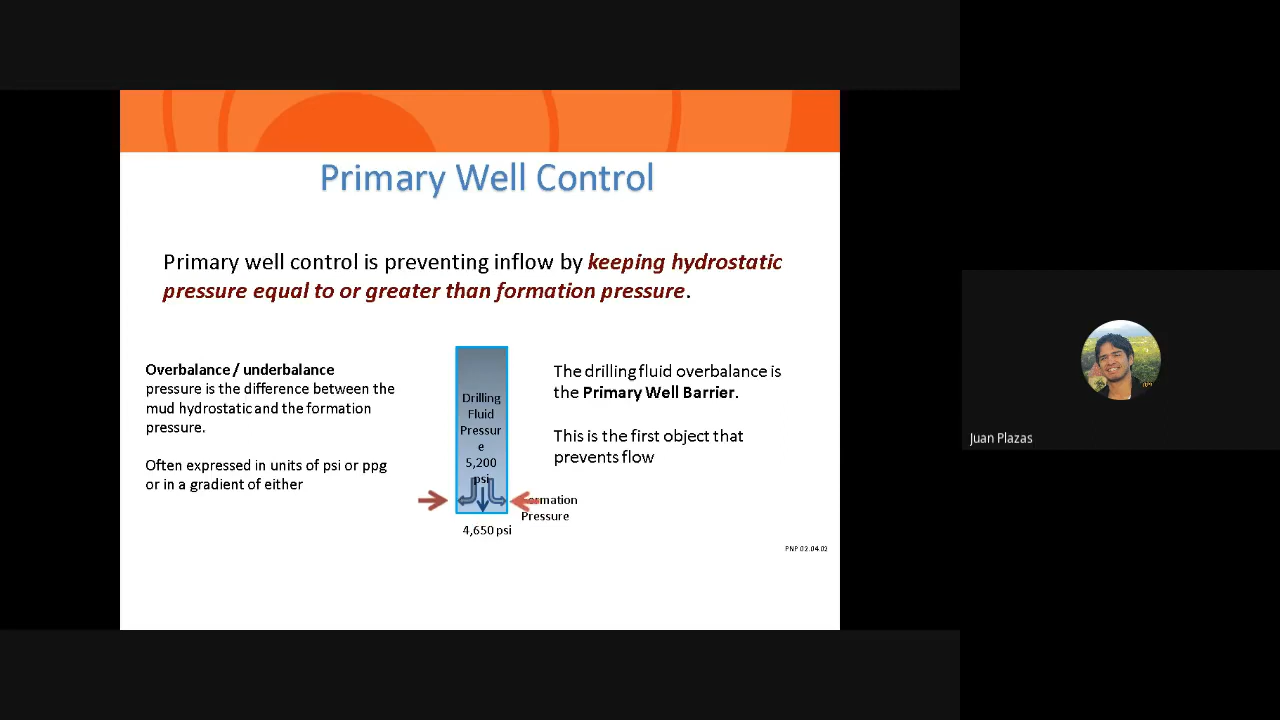 Primary Well Control
Primary well control is preventing inflow by keeping hydrostatic
pressure equal to or greater than formation pressure.
Overbalance / underbalance
pressure is the difference between the
mud hydrostatic and the formation
pressure.
Often expressed in units of psi or ppg
or in a gradient of either
Drilling
Fluid
Pressur
e
5,200
psi
4,650 psi
The drilling fluid overbalance is
the Primary Well Barrier.
This is the first object that
prevents flow
ormation
Pressure
PNP 02.04.02
Juan Plazas